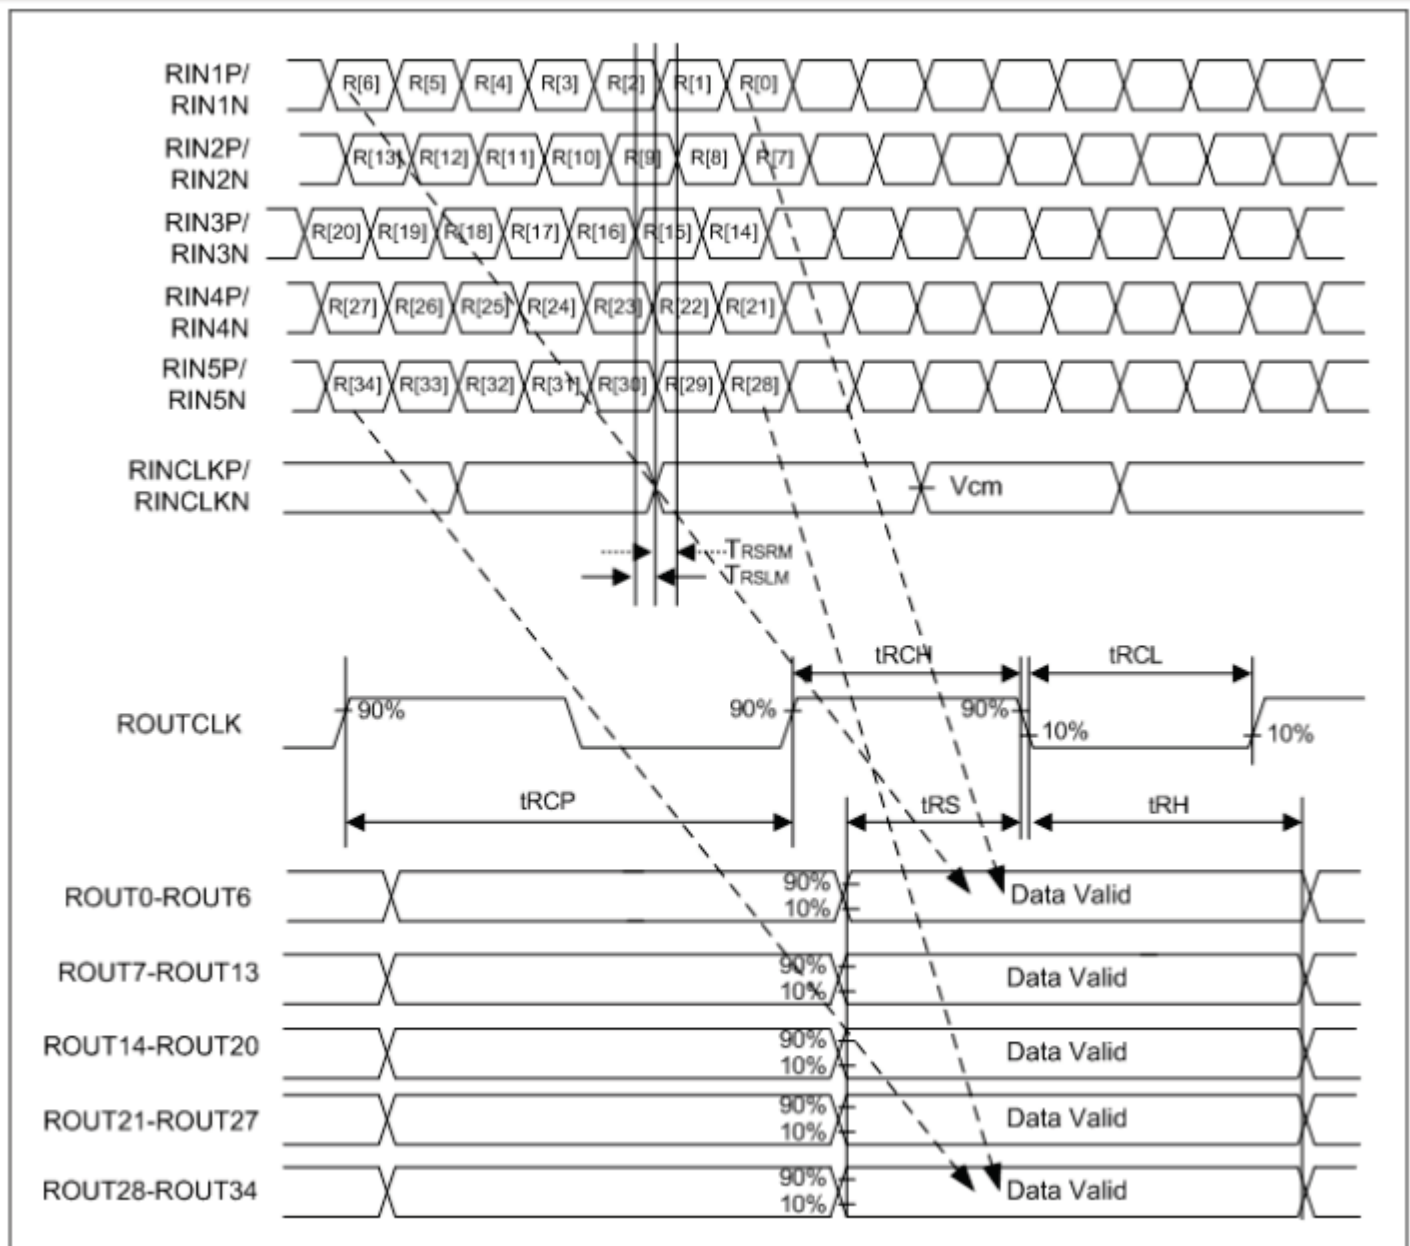 RIN1P/
RIN1N
R[6] R[5] R[4] R[3] R[2] R[1] R[0]
RIN2P/
RIN2N
R[13] R[12] R[11] R[10] R[9] R[8] R[7]
RIN3P/
RIN3N
R[20] R[19] R[18] R[17] R[16] R[15] R[14]
RIN4P/
RIN4N
R[27] R[26] R[25] R[24] R[23] R[22] R[21]
RIN5P/
RIN5N
R[34] R[33] R[32] R[31] R[30] R[29] R[28]
RINCLKP/
RINCLKN
Vcm
TRSRM
TRSLM
tRCH tRCL
ROUTCLK
90% 90% 90% 10% 10%
tRCP tRS tRH
ROUT0-ROUT6
90%
10%
Data Valid
ROUT7-ROUT13
90%
10%
Data Valid
ROUT14-ROUT20
90%
10%
Data Valid
ROUT21-ROUT27
90%
10%
Data Valid
ROUT28-ROUT34
90%
10%
Data Valid